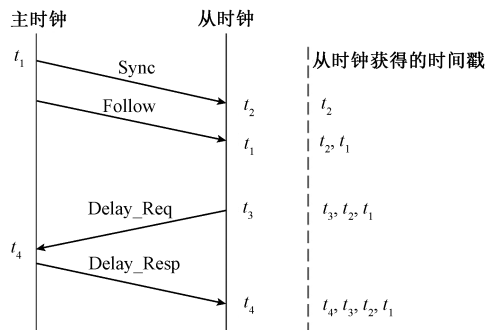 主时钟 从时钟
t1 Sync 从时钟获得的时间戳
Follow t2 t2
t1 t2, t1
Delay_Req t3 t3, t2, t1
t4 Delay_Resp
t4 t4, t3, t2, t1